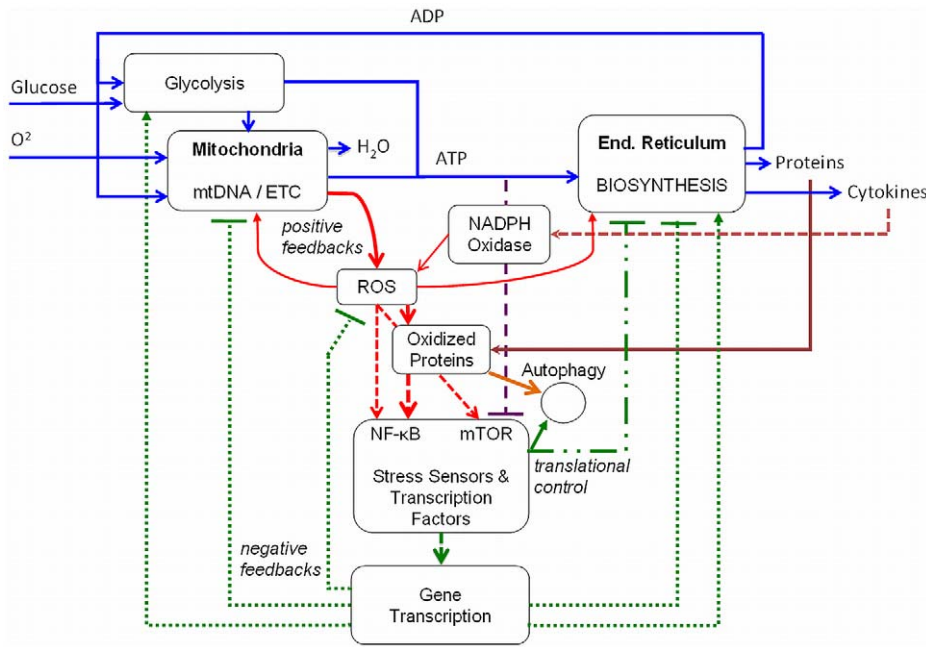 ADP
Glucose
Glycolysis
O²
Mitochondria
mtDNA / ETC
H₂O
ATP
End. Reticulum
BIOSYNTHESIS
Proteins
Cytokines
positive
feedbacks
NADPH
Oxidase
ROS
Oxidized
Proteins
Autophagy
NF-κB mTOR
Stress Sensors &
Transcription
Factors
translational
control
negative
feedbacks
Gene
Transcription